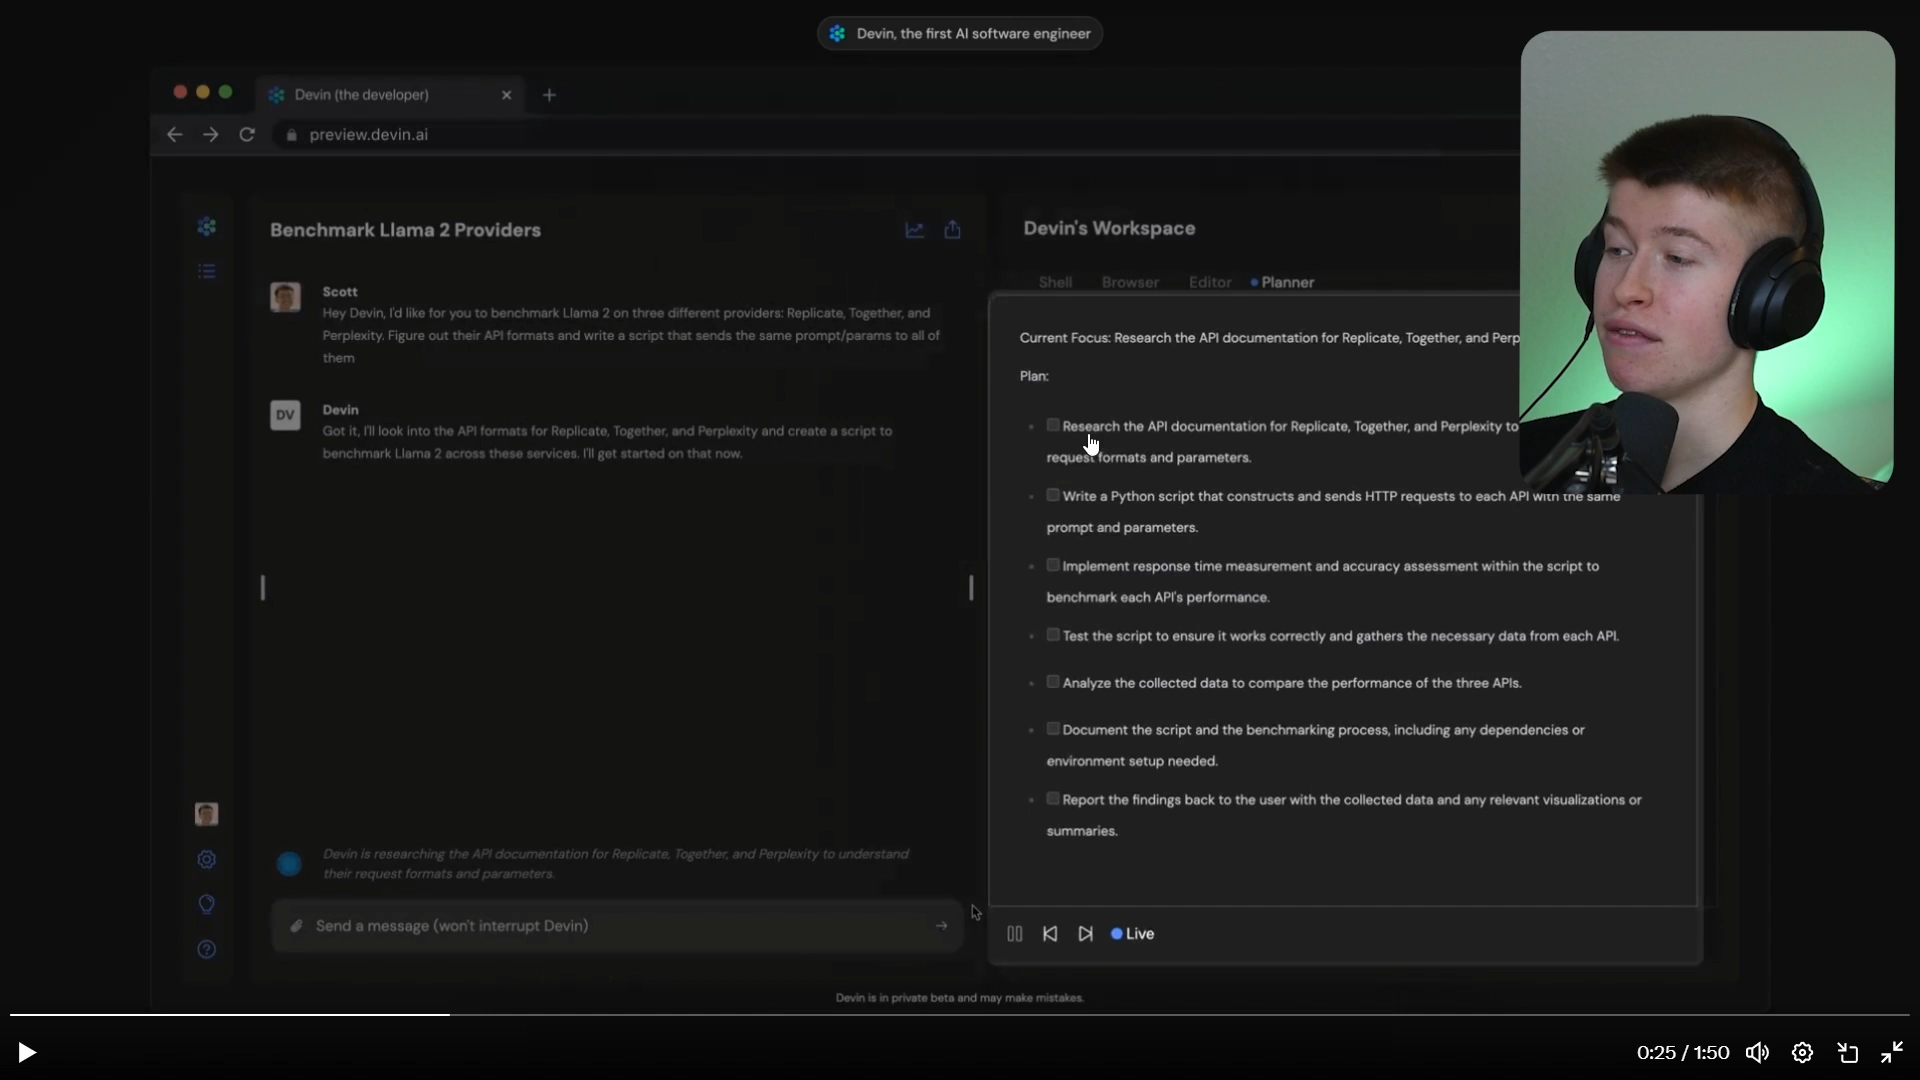 Devin, the first AI software engineer
Devin (the developer)
preview.devin.ai
Benchmark Llama 2 Providers
Scott
Hey Devin, I'd like for you to benchmark Llama 2 on three different providers: Replicate, Together, and
Perplexity. Figure out their API formats and write a script that sends the same prompt/params to all of
them
DV
Devin
Got it, I'll look into the API formats for Replicate, Together, and Perplexity and create a script to
benchmark Llama 2 across these services. I'll get started on that now.
Devin is researching the API documentation for Replicate, Together, and Perplexity to understand
their request formats and parameters.
Send a message (won't interrupt Devin)
Devin's Workspace
Shell Browser Editor Planner
Current Focus: Research the API documentation for Replicate, Together, and Perp
Plan:
Research the API documentation for Replicate, Together, and Perplexity to
request formats and parameters.
Write a Python script that constructs and sends HTTP requests to each API with the same
prompt and parameters.
Implement response time measurement and accuracy assessment within the script to
benchmark each API's performance.
Test the script to ensure it works correctly and gathers the necessary data from each API.
Analyze the collected data to compare the performance of the three APIs.
Document the script and the benchmarking process, including any dependencies or
environment setup needed.
Report the findings back to the user with the collected data and any relevant visualizations or
summaries.
Live
Devin is in private beta and may make mistakes.
0:25 / 1:50